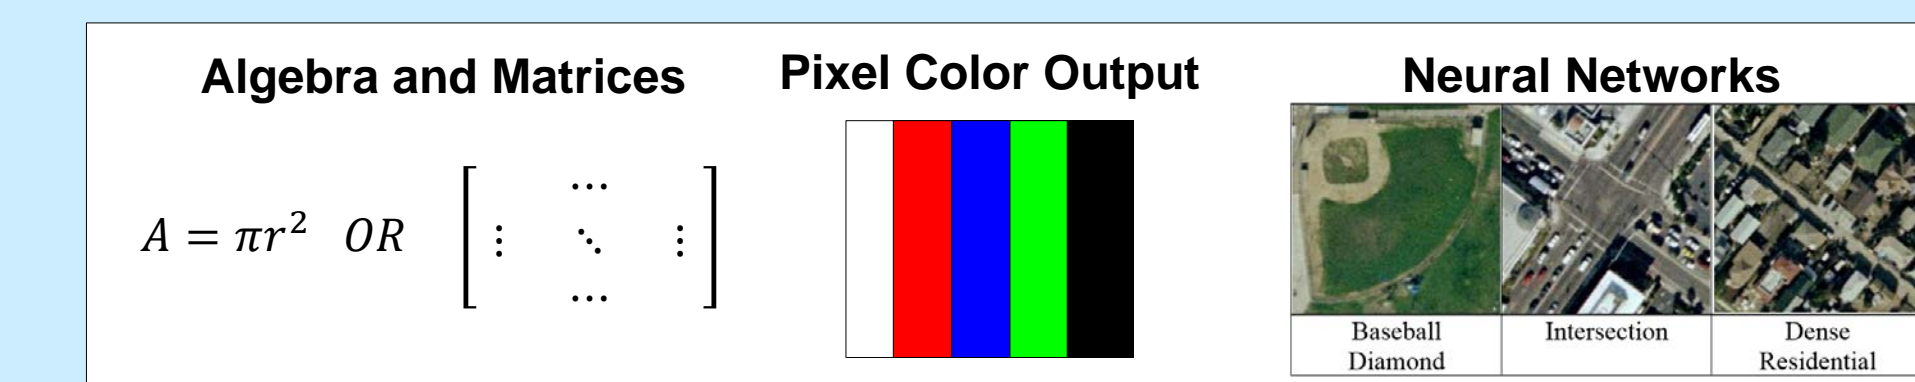 Algebra and Matrices
Pixel Color Output
Neural Networks
A = πr² OR [ ⋯ ⋮ ⋱ ⋮ ⋯ ]
Baseball
Diamond
Intersection
Dense
Residential